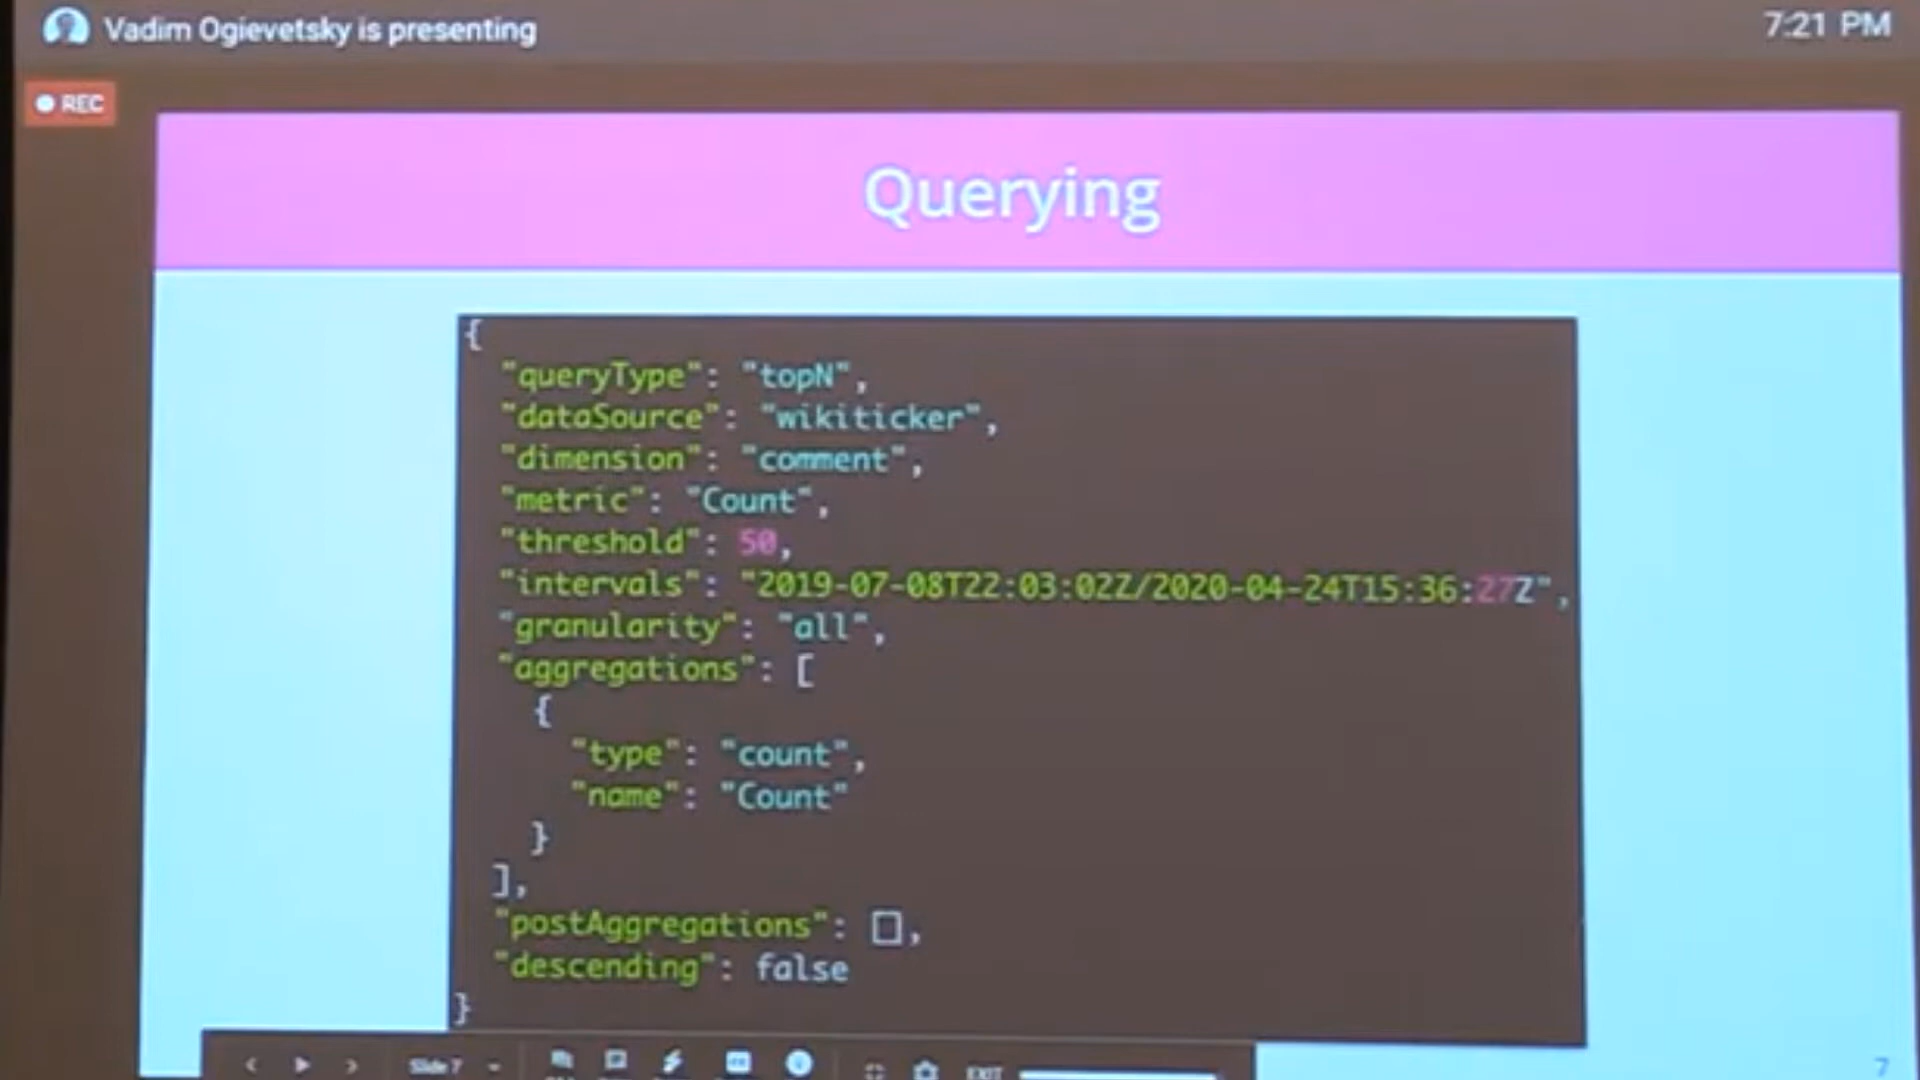 Vadim Ogievetsky is presenting
7:21 PM
REC
Querying
{
"queryType": "topN",
"dataSource": "wikiticker",
"dimension": "comment",
"metric": "Count",
"threshold": 50,
"intervals": "2019-07-08T22:03:02Z/2020-04-24T15:36:27Z",
"granularity": "all",
"aggregations": [
{
"type": "count",
"name": "Count"
}
],
"postAggregations": [],
"descending": false
}
Slide 7
EXIT
7